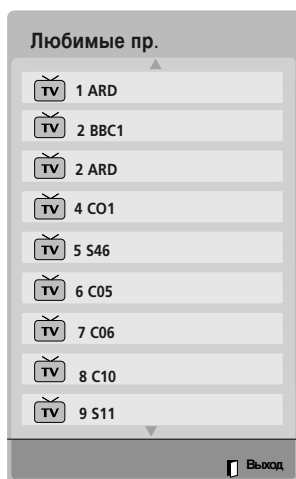 Любимые пр.
TV 1 ARD
TV 2 BBC1
TV 2 ARD
TV 4 CO1
TV 5 S46
TV 6 C05
TV 7 C06
TV 8 C10
TV 9 S11
Выход